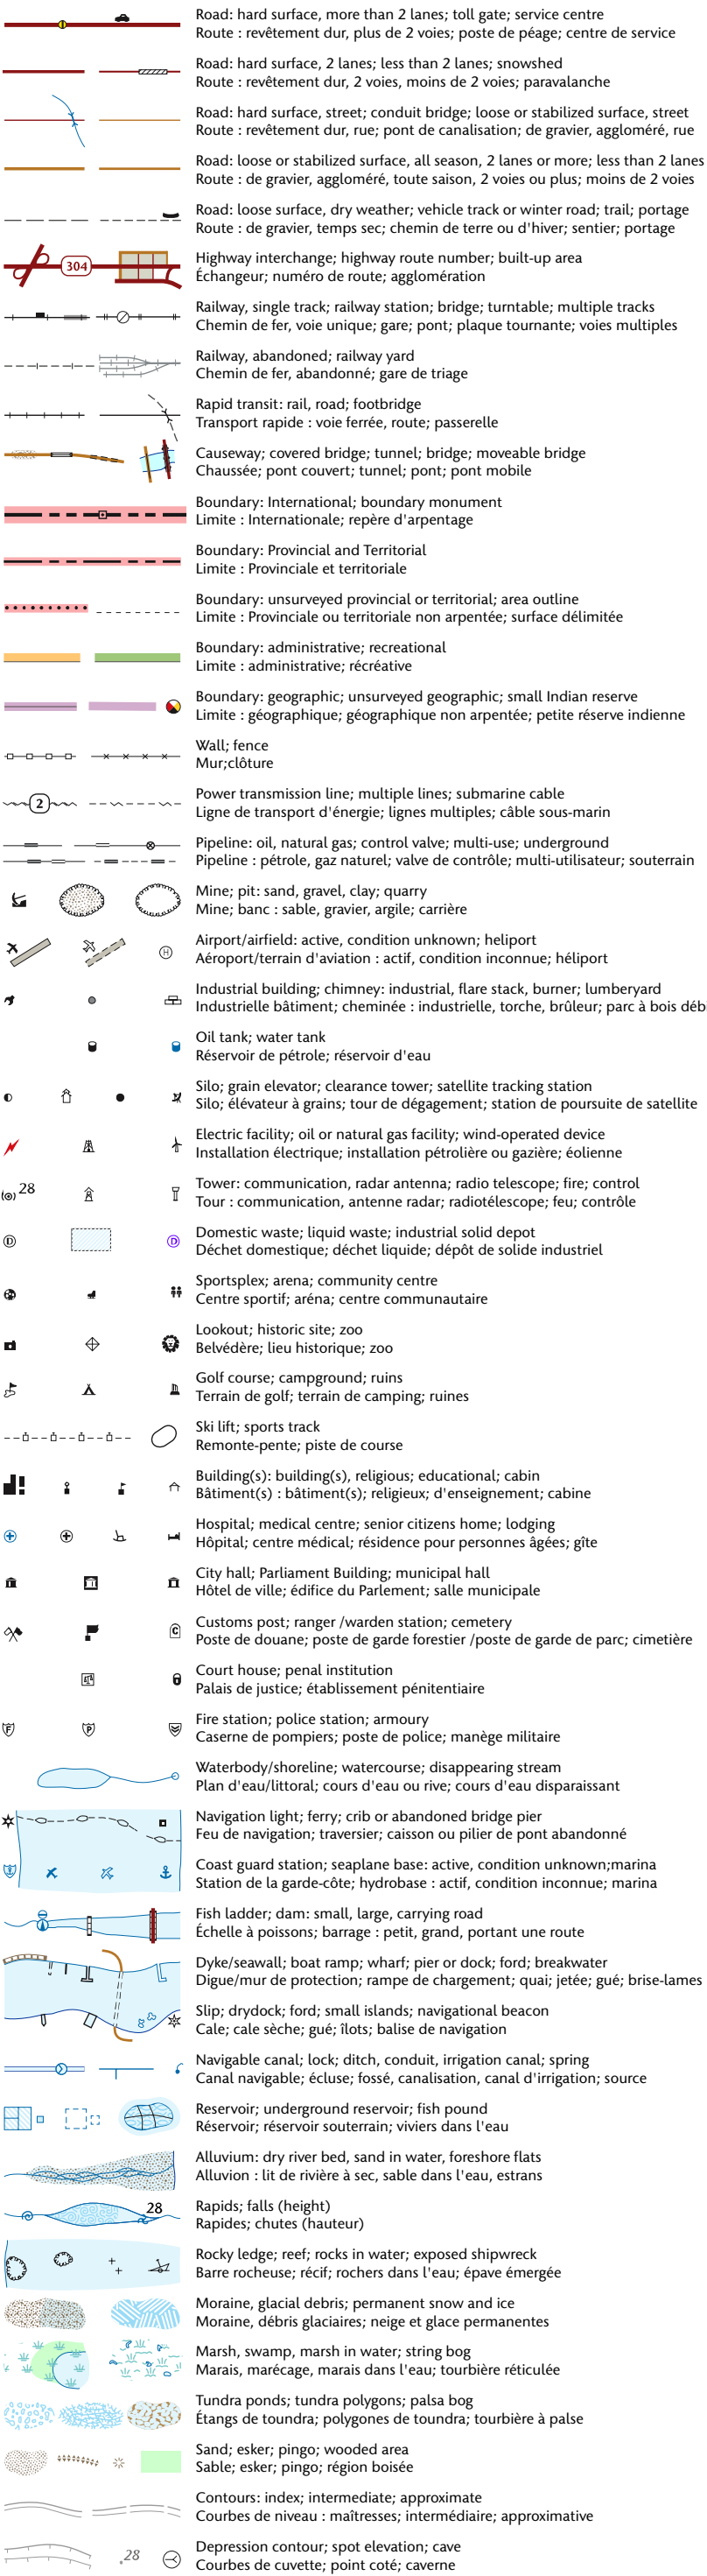 Road: hard surface, more than 2 lanes; toll gate; service centre
Route : revêtement dur, plus de 2 voies; poste de péage; centre de service
Road: hard surface, 2 lanes; less than 2 lanes; snowshed
Route : revêtement dur, 2 voies, moins de 2 voies; paravalanche
Road: hard surface, street; conduit bridge; loose or stabilized surface, street
Route : revêtement dur, rue; pont de canalisation; de gravier, aggloméré, rue
Road: loose or stabilized surface, all season, 2 lanes or more; less than 2 lanes
Route : de gravier, aggloméré, toute saison, 2 voies ou plus; moins de 2 voies
Road: loose surface, dry weather; vehicle track or winter road; trail; portage
Route : de gravier, temps sec; chemin de terre ou d'hiver; sentier; portage
304
Highway interchange; highway route number; built-up area
Échangeur; numéro de route; agglomération
Railway, single track; railway station; bridge; turntable; multiple tracks
Chemin de fer, voie unique; gare; pont; plaque tournante; voies multiples
Railway, abandoned; railway yard
Chemin de fer, abandonné; gare de triage
Rapid transit: rail, road; footbridge
Transport rapide : voie ferrée, route; passerelle
Causeway; covered bridge; tunnel; bridge; moveable bridge
Chaussée; pont couvert; tunnel; pont; pont mobile
Boundary: International; boundary monument
Limite : Internationale; repère d'arpentage
Boundary: Provincial and Territorial
Limite : Provinciale et territoriale
Boundary: unsurveyed provincial or territorial; area outline
Limite : Provinciale ou territoriale non arpentée; surface délimitée
Boundary: administrative; recreational
Limite : administrative; récréative
Boundary: geographic; unsurveyed geographic; small Indian reserve
Limite : géographique; géographique non arpentée; petite réserve indienne
Wall; fence
Mur;clôture
2
Power transmission line; multiple lines; submarine cable
Ligne de transport d'énergie; lignes multiples; câble sous-marin
Pipeline: oil, natural gas; control valve; multi-use; underground
Pipeline : pétrole, gaz naturel; valve de contrôle; multi-utilisateur; souterrain
Mine; pit: sand, gravel, clay; quarry
Mine; banc : sable, gravier, argile; carrière
H
Airport/airfield: active, condition unknown; heliport
Aéroport/terrain d'aviation : actif, condition inconnue; héliport
Industrial building; chimney: industrial, flare stack, burner; lumberyard
Industrielle bâtiment; cheminée : industrielle, torche, brûleur; parc à bois déb
Oil tank; water tank
Réservoir de pétrole; réservoir d'eau
Silo; grain elevator; clearance tower; satellite tracking station
Silo; élévateur à grains; tour de dégagement; station de poursuite de satellite
Electric facility; oil or natural gas facility; wind-operated device
Installation électrique; installation pétrolière ou gazière; éolienne
28
Tower: communication, radar antenna; radio telescope; fire; control
Tour : communication, antenne radar; radiotélescope; feu; contrôle
D D
Domestic waste; liquid waste; industrial solid depot
Déchet domestique; déchet liquide; dépôt de solide industriel
Sportsplex; arena; community centre
Centre sportif; aréna; centre communautaire
Lookout; historic site; zoo
Belvédère; lieu historique; zoo
Golf course; campground; ruins
Terrain de golf; terrain de camping; ruines
Ski lift; sports track
Remonte-pente; piste de course
Building(s): building(s), religious; educational; cabin
Bâtiment(s) : bâtiment(s); religieux; d'enseignement; cabine
Hospital; medical centre; senior citizens home; lodging
Hôpital; centre médical; résidence pour personnes âgées; gîte
City hall; Parliament Building; municipal hall
Hôtel de ville; édifice du Parlement; salle municipale
C
Customs post; ranger /warden station; cemetery
Poste de douane; poste de garde forestier /poste de garde de parc; cimetière
Court house; penal institution
Palais de justice; établissement pénitentiaire
F P
Fire station; police station; armoury
Caserne de pompiers; poste de police; manège militaire
Waterbody/shoreline; watercourse; disappearing stream
Plan d'eau/littoral; cours d'eau ou rive; cours d'eau disparaissant
Navigation light; ferry; crib or abandoned bridge pier
Feu de navigation; traversier; caisson ou pilier de pont abandonné
Coast guard station; seaplane base: active, condition unknown;marina
Station de la garde-côte; hydrobase : actif, condition inconnue; marina
Fish ladder; dam: small, large, carrying road
Échelle à poissons; barrage : petit, grand, portant une route
Dyke/seawall; boat ramp; wharf; pier or dock; ford; breakwater
Digue/mur de protection; rampe de chargement; quai; jetée; gué; brise-lames
Slip; drydock; ford; small islands; navigational beacon
Cale; cale sèche; gué; îlots; balise de navigation
Navigable canal; lock; ditch, conduit, irrigation canal; spring
Canal navigable; écluse; fossé, canalisation, canal d'irrigation; source
Reservoir; underground reservoir; fish pound
Réservoir; réservoir souterrain; viviers dans l'eau
Alluvium: dry river bed, sand in water, foreshore flats
Alluvion : lit de rivière à sec, sable dans l'eau, estrans
28
Rapids; falls (height)
Rapides; chutes (hauteur)
Rocky ledge; reef; rocks in water; exposed shipwreck
Barre rocheuse; récif; rochers dans l'eau; épave émergée
Moraine, glacial debris; permanent snow and ice
Moraine, débris glaciaires; neige et glace permanentes
Marsh, swamp, marsh in water; string bog
Marais, marécage, marais dans l'eau; tourbière réticulée
Tundra ponds; tundra polygons; palsa bog
Étangs de toundra; polygones de toundra; tourbière à palse
Sand; esker; pingo; wooded area
Sable; esker; pingo; région boisée
Contours: index; intermediate; approximate
Courbes de niveau : maîtresses; intermédiaire; approximative
.28
Depression contour; spot elevation; cave
Courbes de cuvette; point coté; caverne